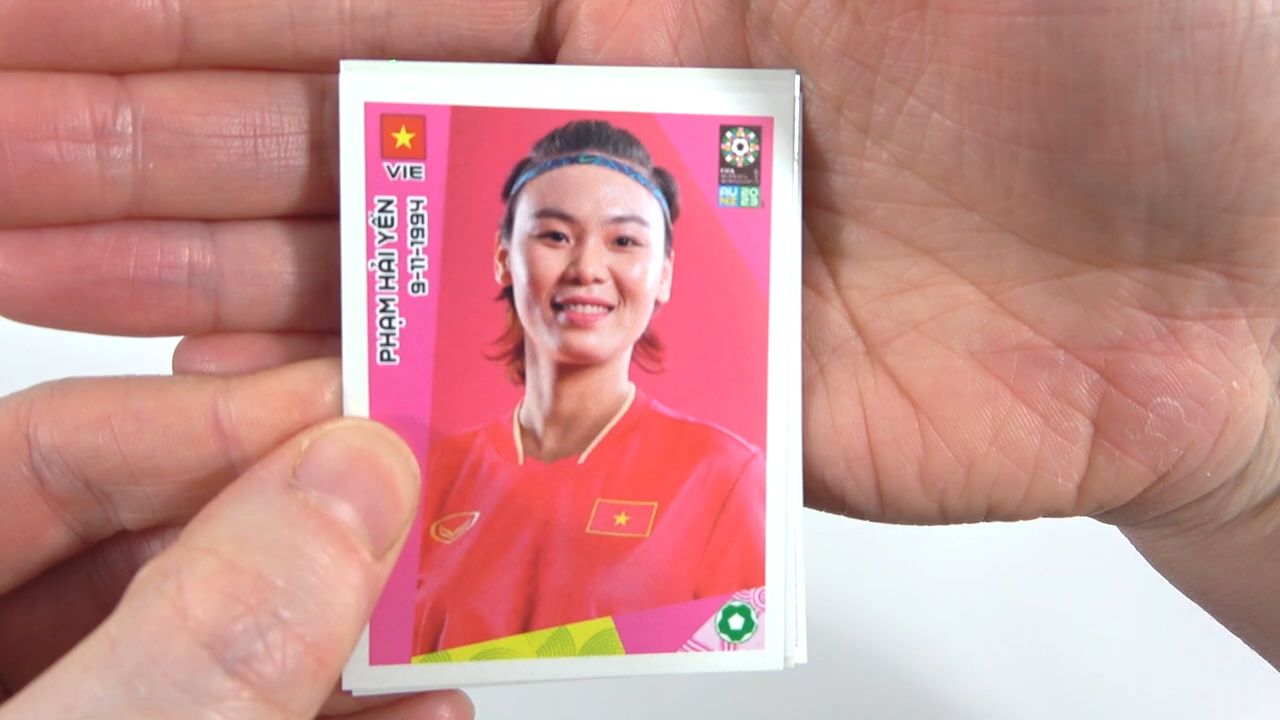 VIE
PHẠM HẢI YẾN
9-11-1994
FIFA
AU 20
NZ 23